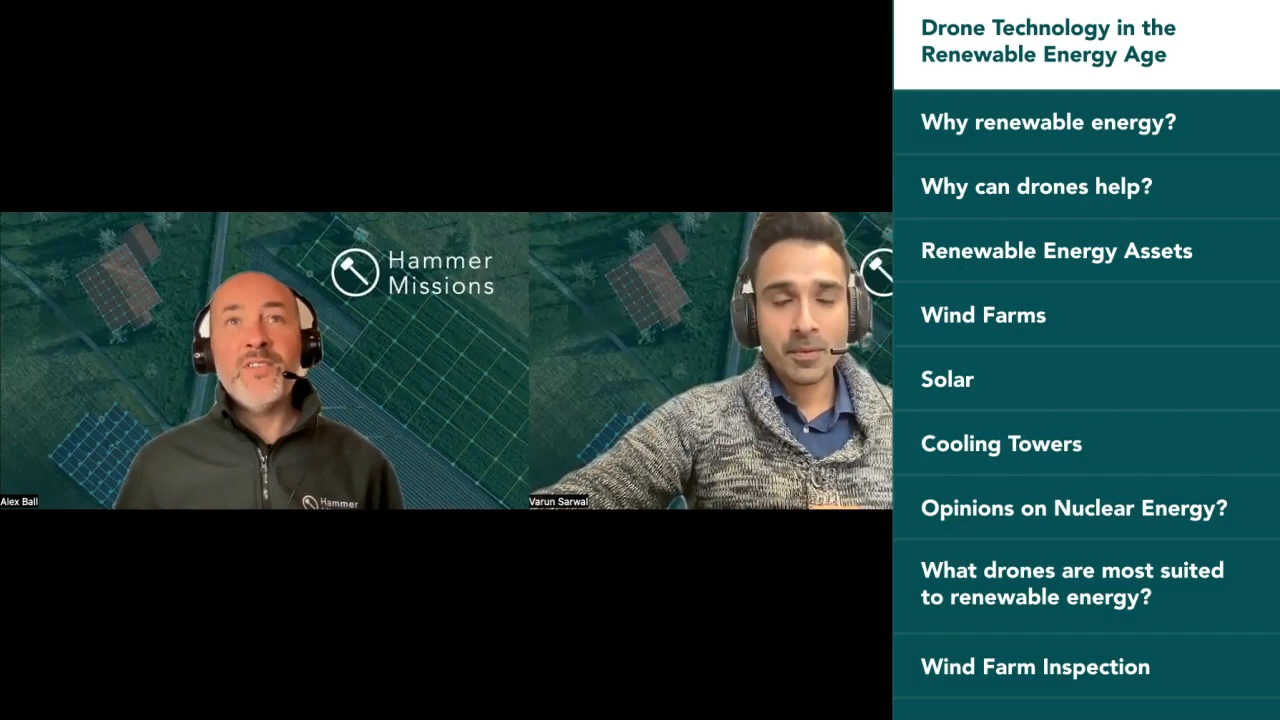 Hammer
Missions
Alex Ball
Hammer
Varun Sarwal
Drone Technology in the
Renewable Energy Age
Why renewable energy?
Why can drones help?
Renewable Energy Assets
Wind Farms
Solar
Cooling Towers
Opinions on Nuclear Energy?
What drones are most suited
to renewable energy?
Wind Farm Inspection